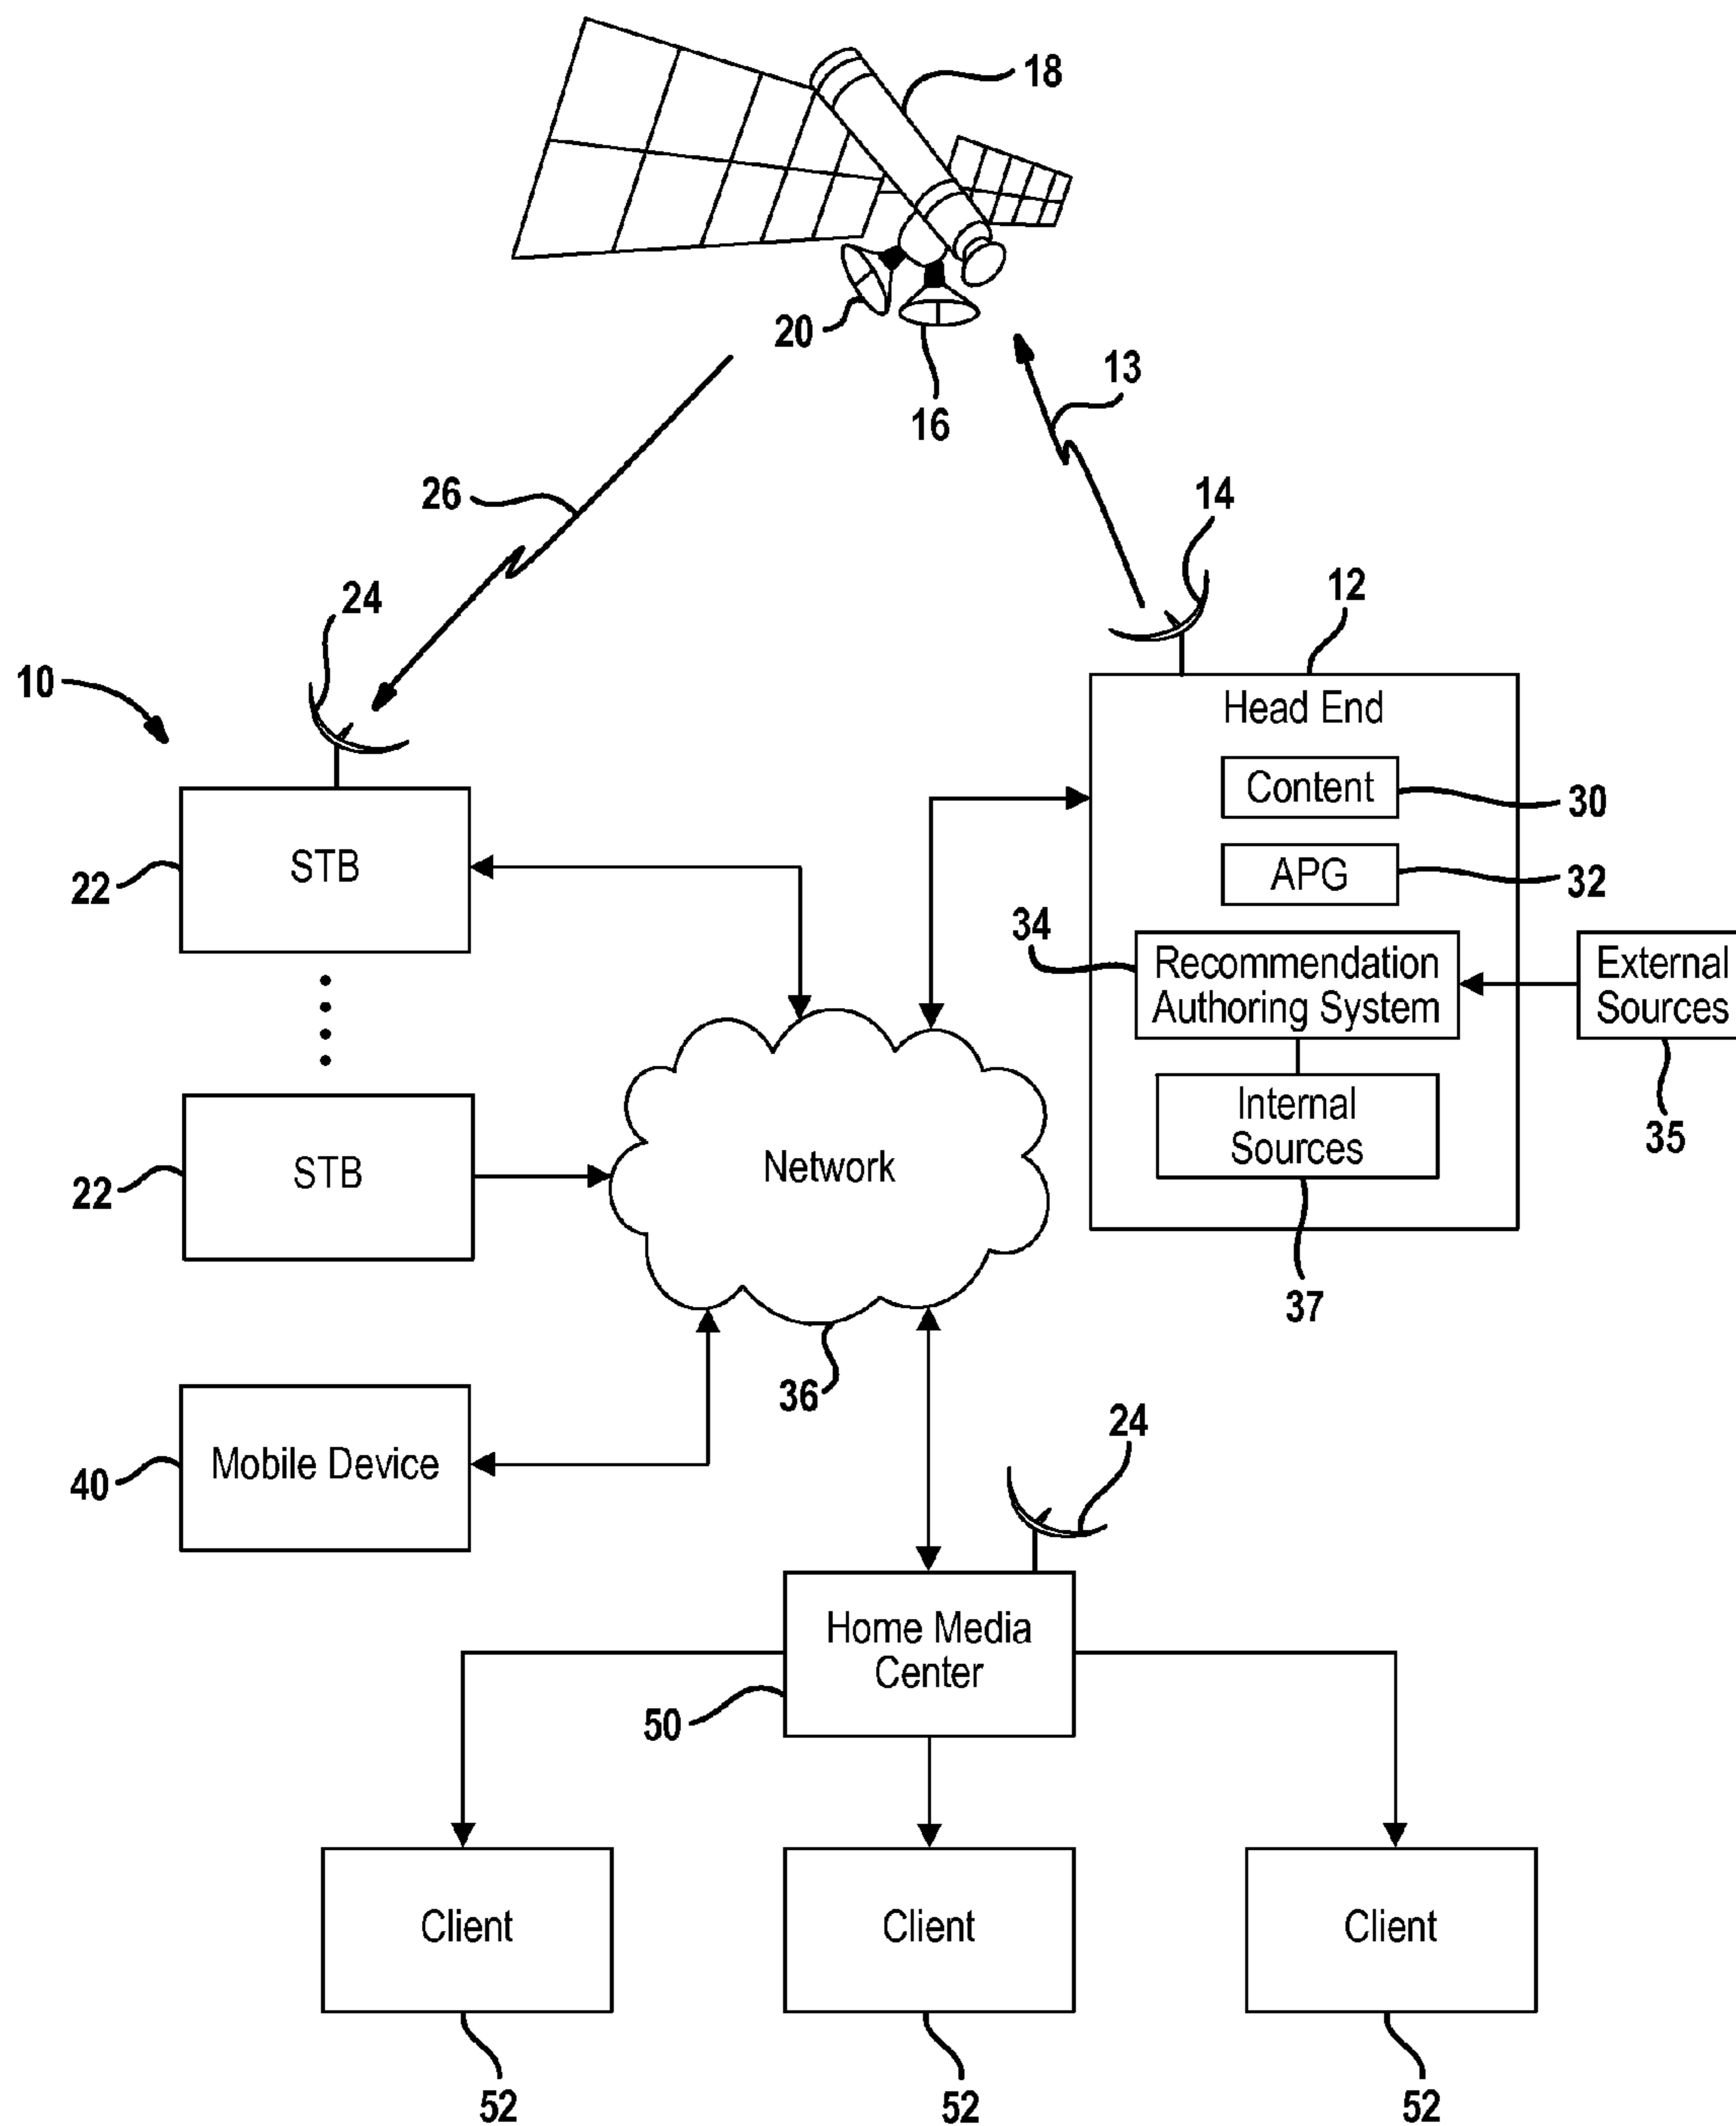 18
20
16
13
26
14
24
12
10
Head End
Content
30
STB
22
APG
32
34
Recommendation
Authoring System
External
Sources
35
Internal
Sources
37
STB
22
Network
36
Mobile Device
40
24
Home Media
Center
50
Client
Client
Client
52
52
52